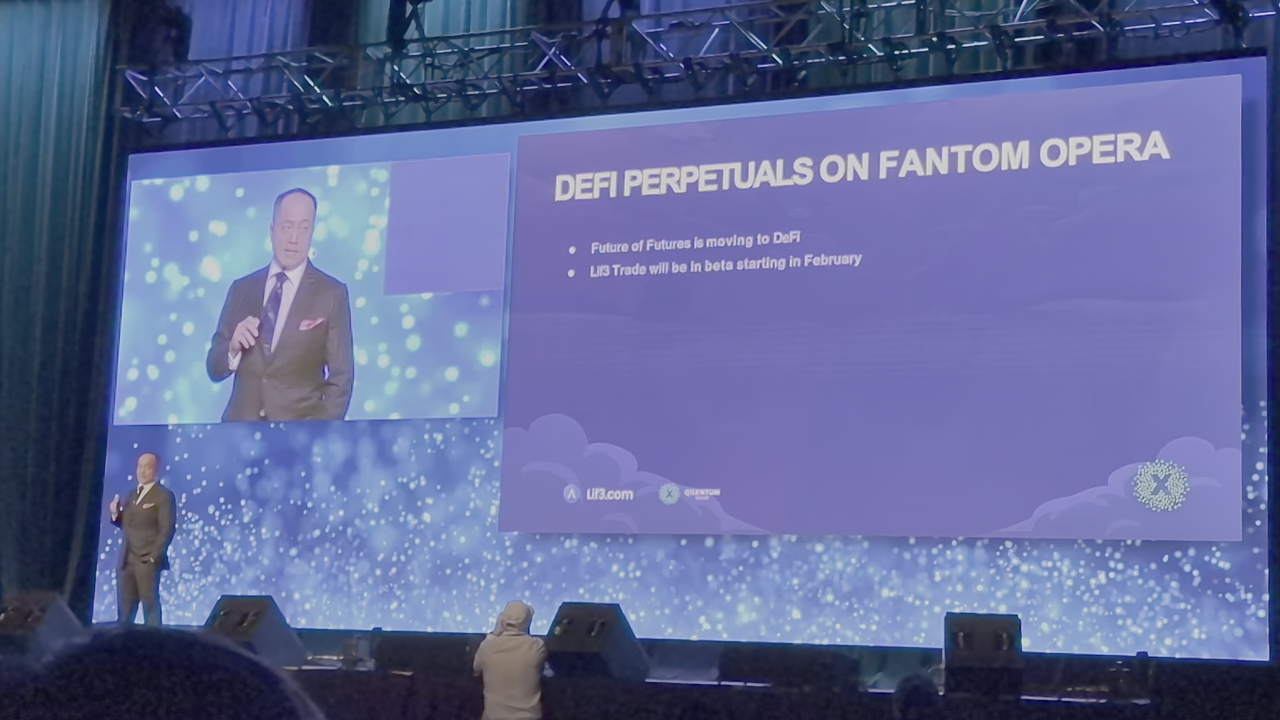 DEFI PERPETUALS ON FANTOM OPERA
Future of Futures is moving to DeFi
Lif3 Trade will be in beta starting in February
Lif3.com
QUANTUM